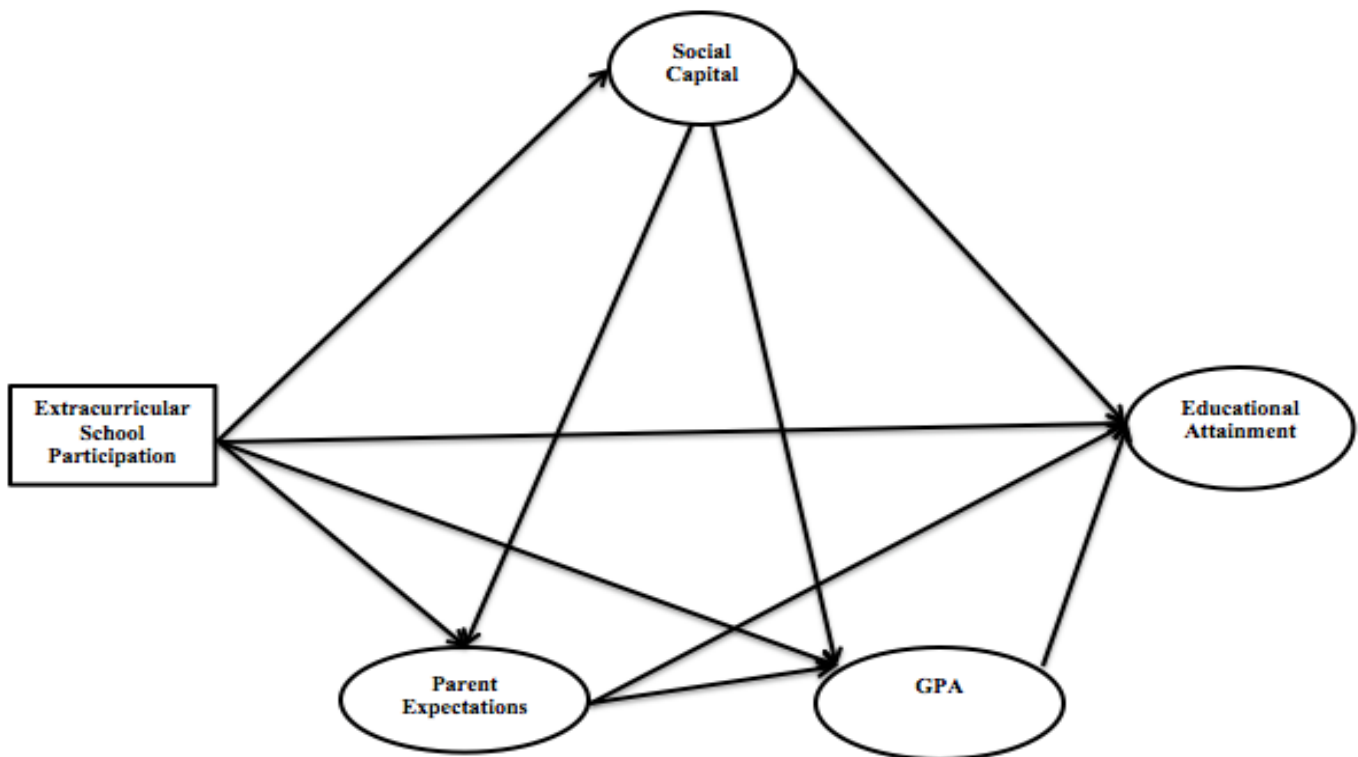 Social
Capital
Extracurricular
School
Participation
Educational
Attainment
Parent
Expectations
GPA